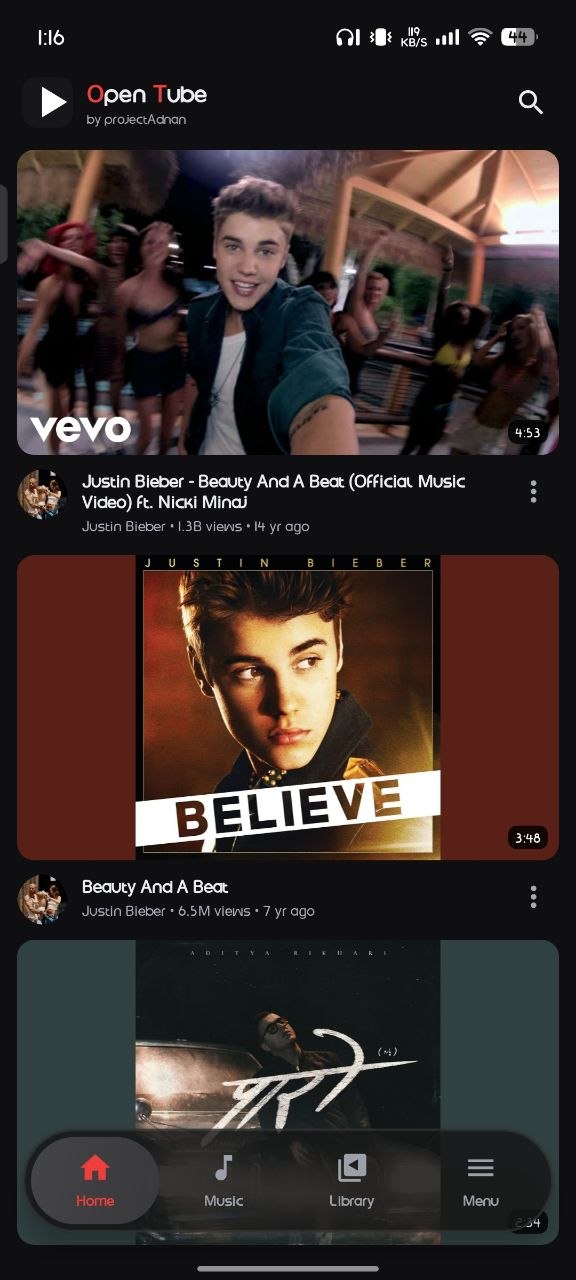 1:16
119
KB/S
44
Open Tube
by projectAdnan
vevo
4:53
Justin Bieber - Beauty And A Beat (Official Music
Video) ft. Nicki Minaj
Justin Bieber • 1.3B views • 14 yr ago
JUSTIN BIEBER
BELIEVE
3:48
Beauty And A Beat
Justin Bieber • 6.5M views • 7 yr ago
ADITYA RIKHARI
पारो
Home
Music
Library
Menu
2:34